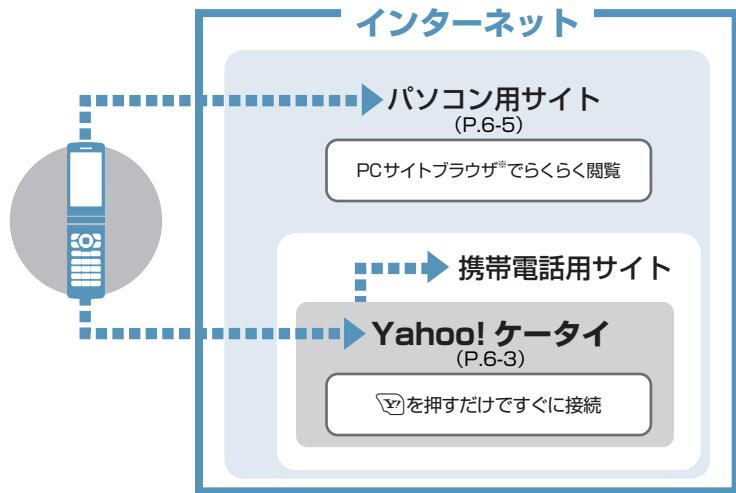 インターネット
パソコン用サイト
（P.6-5）
PCサイトブラウザ※でらくらく閲覧
携帯電話用サイト
Yahoo! ケータイ
（P.6-3）
Y!を押すだけですぐに接続